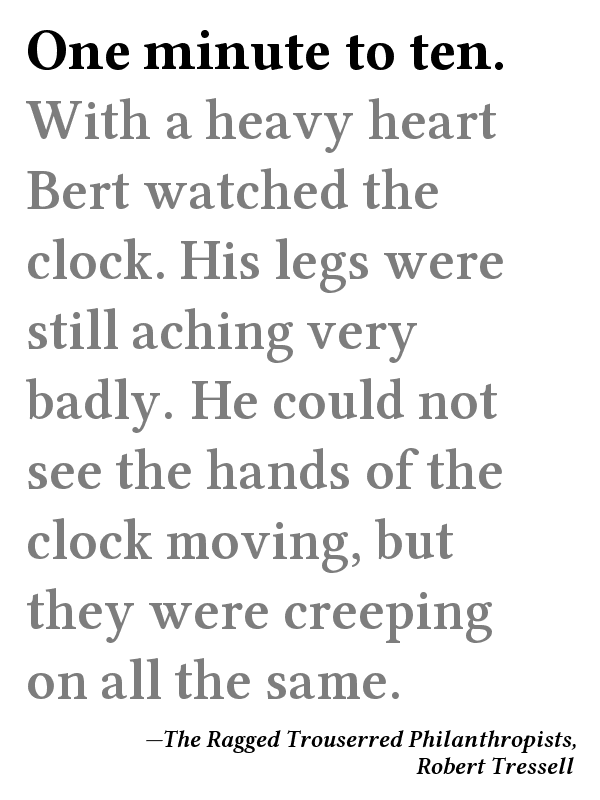 One minute to ten.
With a heavy heart
Bert watched the
clock. His legs were
still aching very
badly. He could not
see the hands of the
clock moving, but
they were creeping
on all the same.
—The Ragged Trouserred Philanthropists,
Robert Tressell